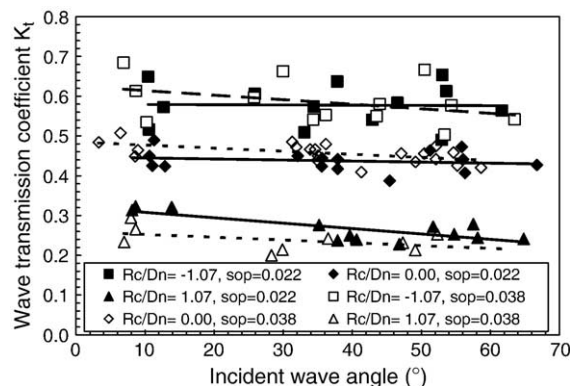 Wave transmission coefficient Kt
0.8
0.7
0.6
0.5
0.4
0.3
0.2
0.1
0.0
Rc/Dn= -1.07, sop=0.022
Rc/Dn= 0.00, sop=0.022
Rc/Dn= 1.07, sop=0.022
Rc/Dn= -1.07, sop=0.038
Rc/Dn= 0.00, sop=0.038
Rc/Dn= 1.07, sop=0.038
0 10 20 30 40 50 60 70
Incident wave angle (°)